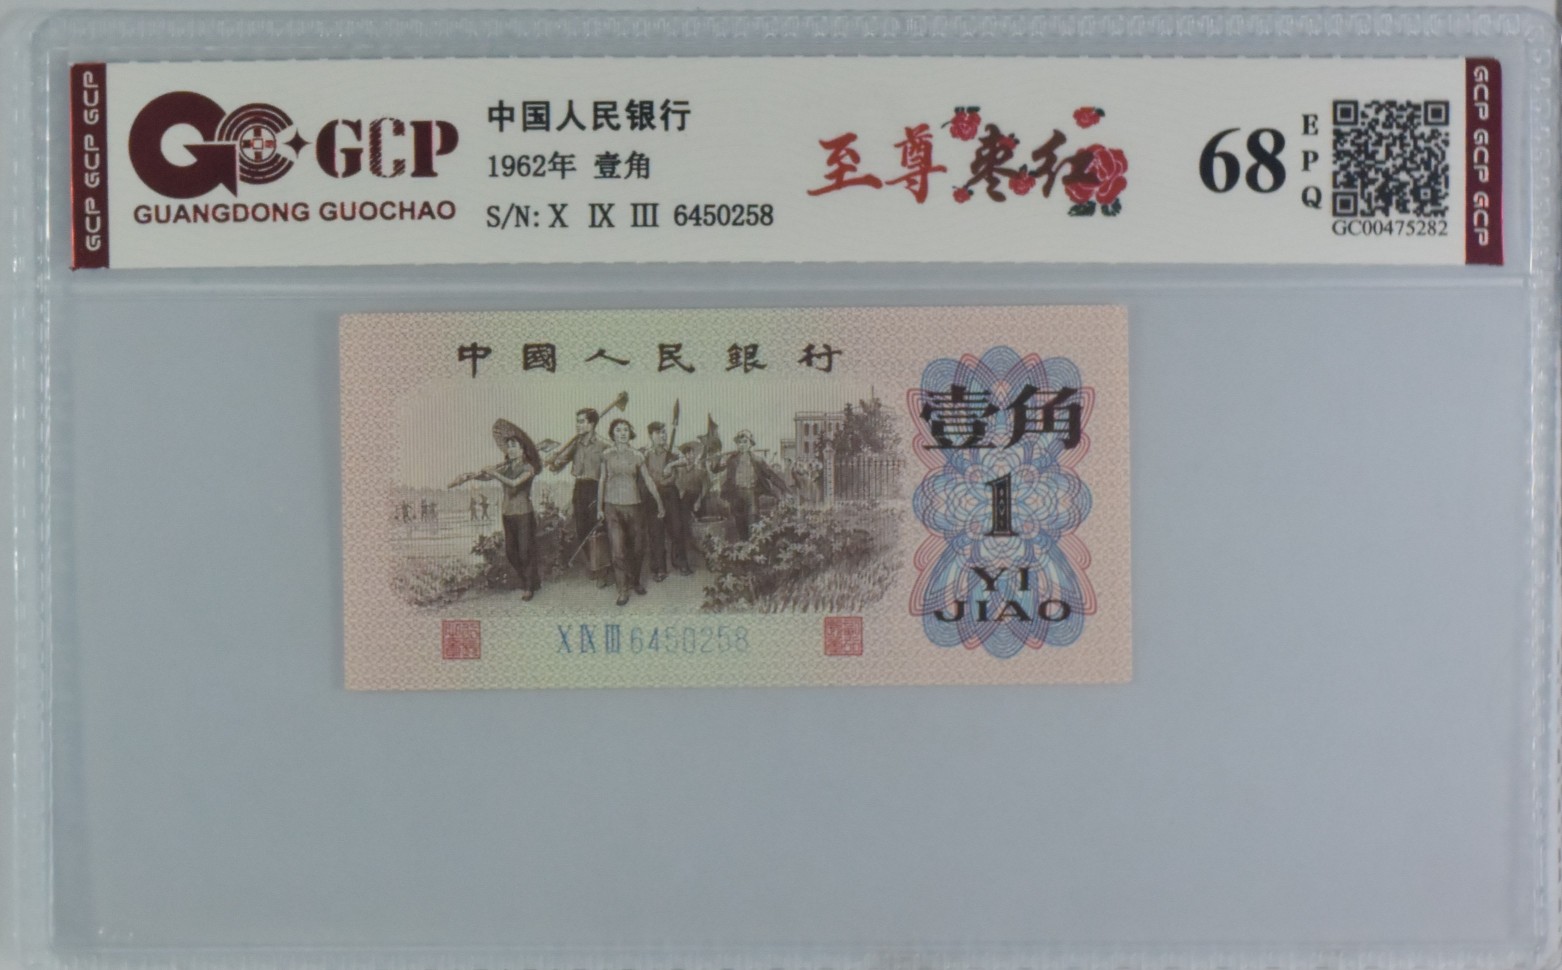 GCP GCP GCP
GCP
GUANGDONG GUOCHAO
中国人民银行
1962年 壹角
S/N: X IX III 6450258
至尊枣红
68
EPQ
GC00475282
GCP GCP GCP
中國人民銀行
壹角
1
YI
JIAO
X IX III 6450258